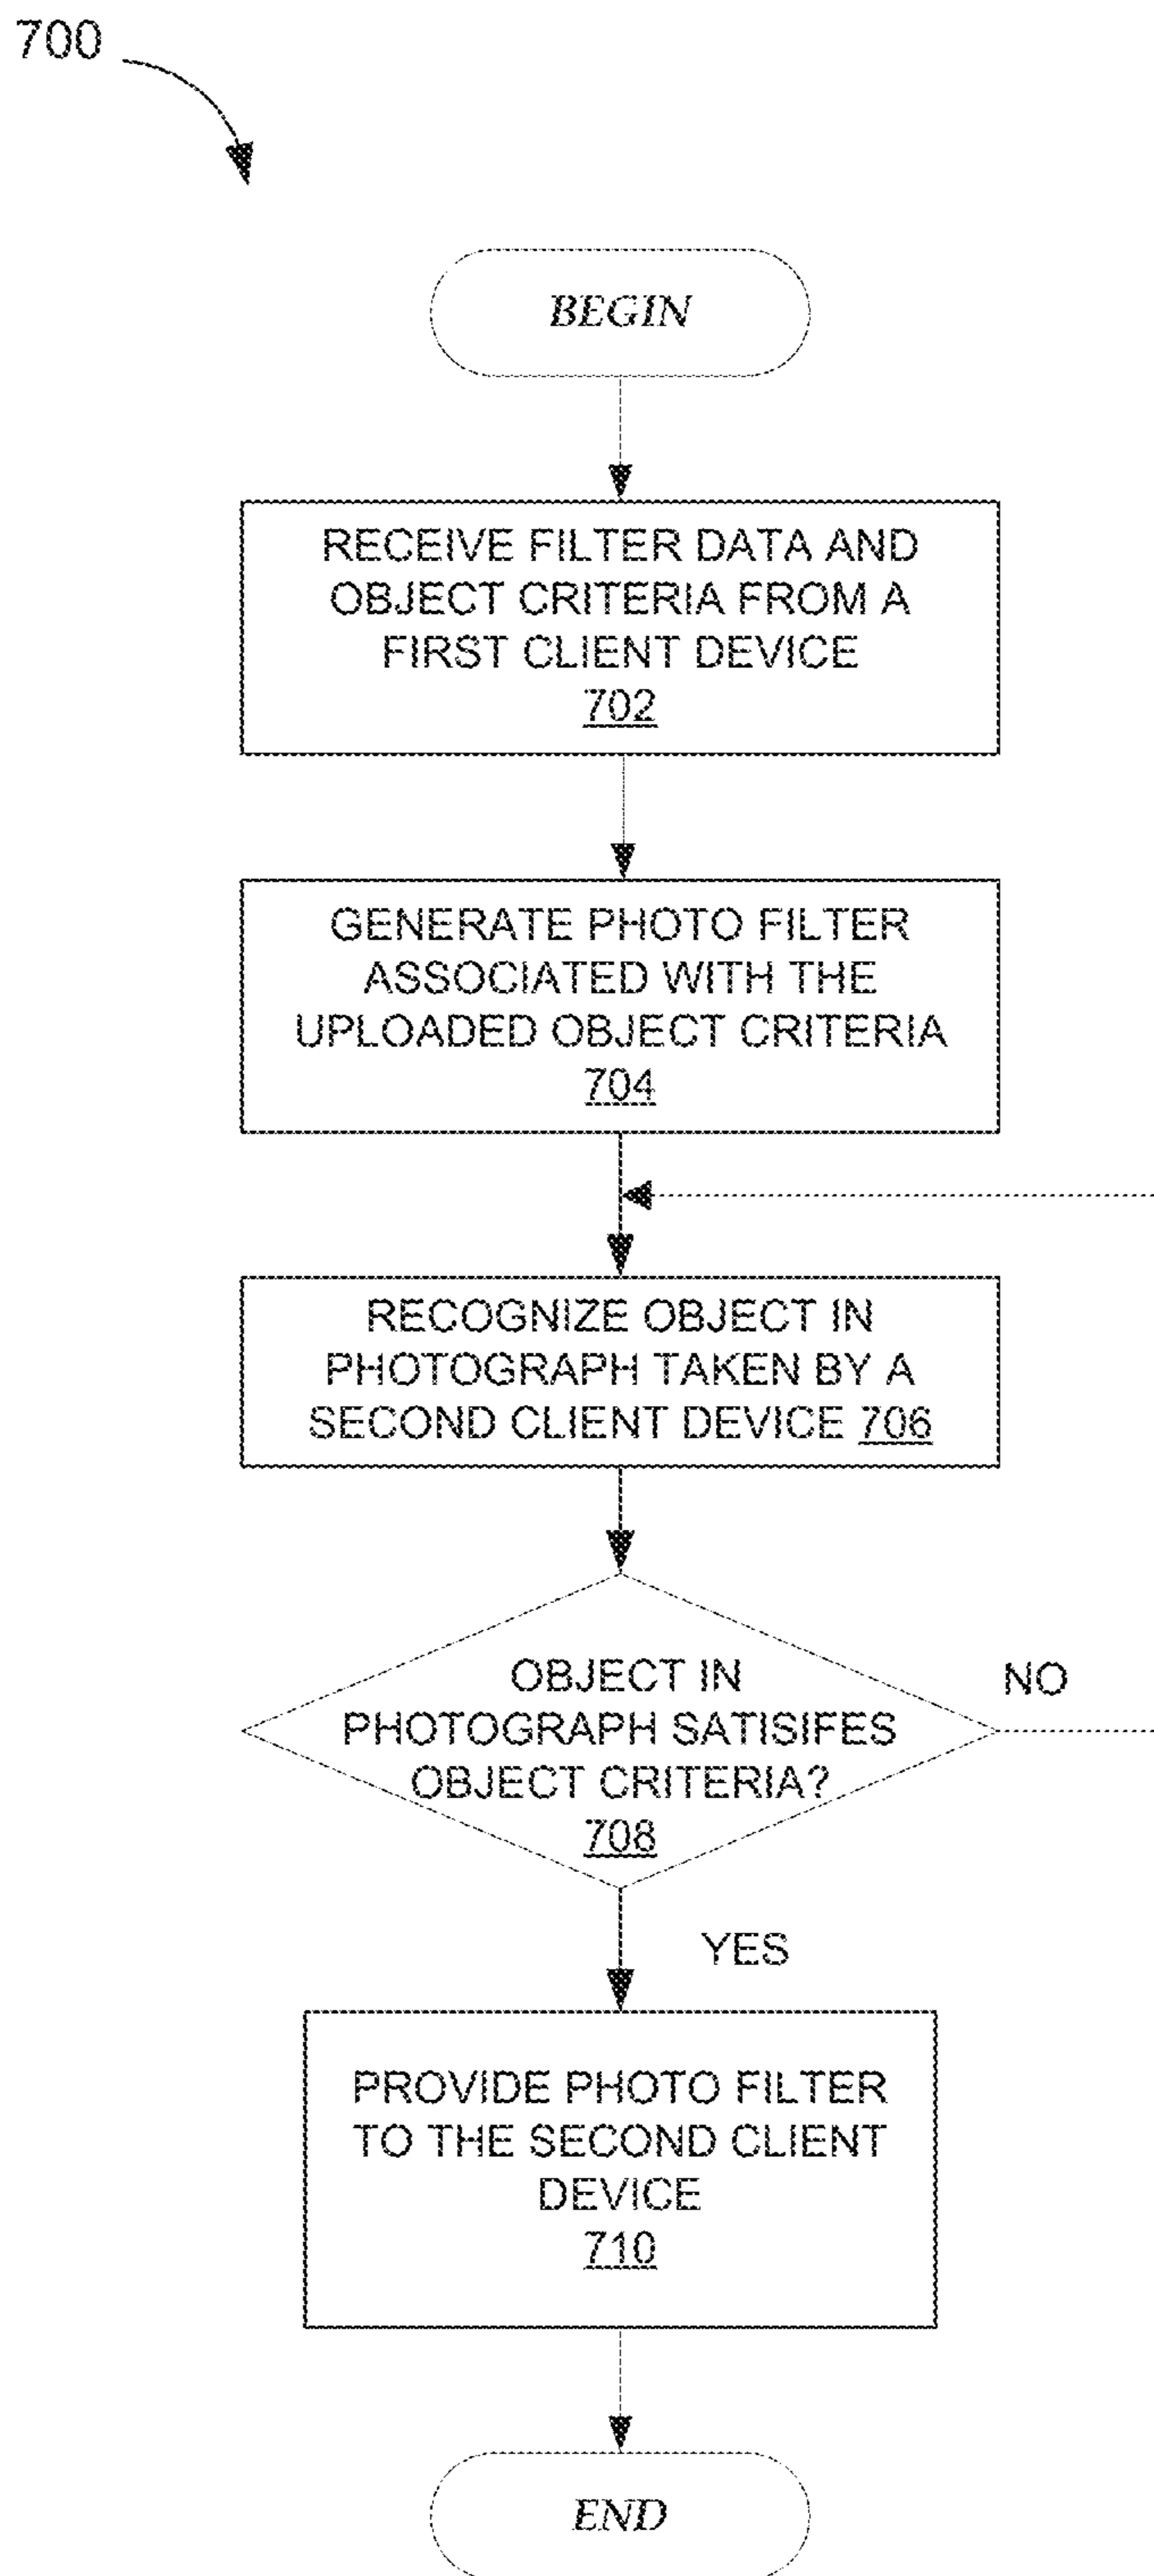 700
BEGIN
RECEIVE FILTER DATA AND
OBJECT CRITERIA FROM A
FIRST CLIENT DEVICE
702
GENERATE PHOTO FILTER
ASSOCIATED WITH THE
UPLOADED OBJECT CRITERIA
704
RECOGNIZE OBJECT IN
PHOTOGRAPH TAKEN BY A
SECOND CLIENT DEVICE 706
OBJECT IN
PHOTOGRAPH SATISIFES
OBJECT CRITERIA?
708
NO
YES
PROVIDE PHOTO FILTER
TO THE SECOND CLIENT
DEVICE
710
END